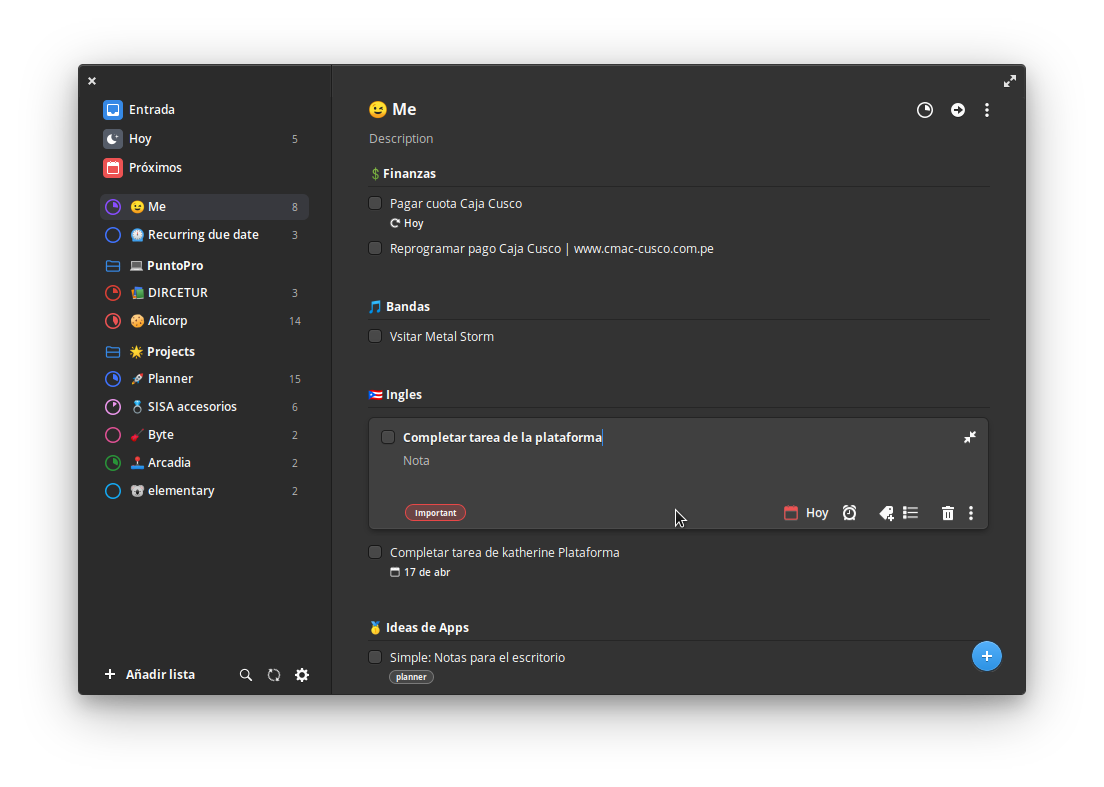 Entrada
Hoy 5
Próximos
Me 8
Recurring due date 3
PuntoPro
DIRCETUR 3
Alicorp 14
Projects
Planner 15
SISA accesorios 6
Byte 2
Arcadia 2
elementary 2
Añadir lista
Me
Description
Finanzas
Pagar cuota Caja Cusco
Hoy
Reprogramar pago Caja Cusco | www.cmac-cusco.com.pe
Bandas
Vsitar Metal Storm
Ingles
Completar tarea de la plataforma
Nota
Important Hoy
Completar tarea de katherine Plataforma
17 de abr
Ideas de Apps
Simple: Notas para el escritorio
planner